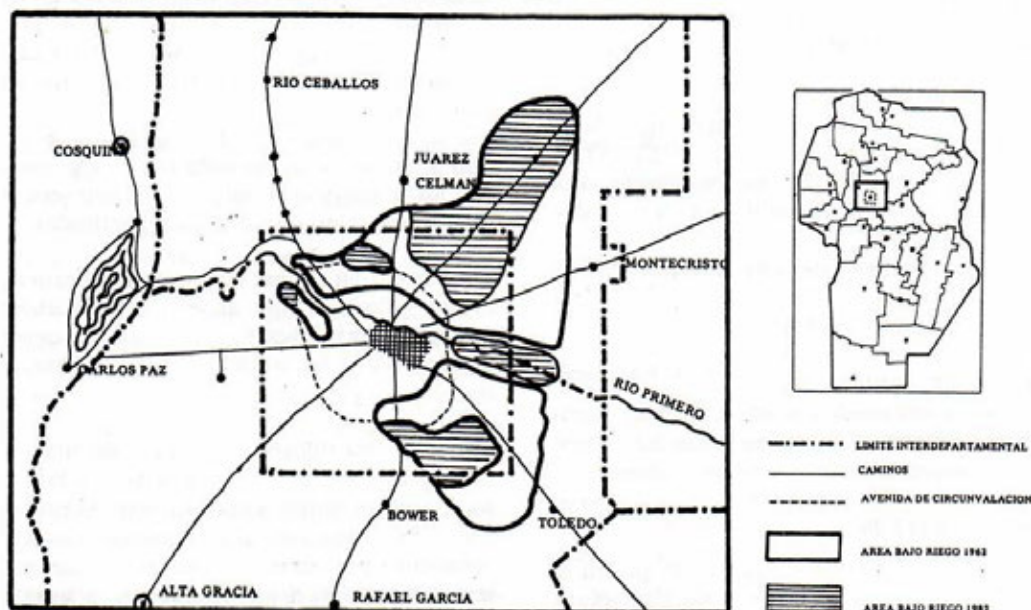 RIO CEBALLOS
COSQUIN
JUAREZ
CELMAN
MONTECRISTO
CARLOS PAZ
RIO PRIMERO
BOWER
TOLEDO
ALTA GRACIA
RAFAEL GARCIA
LIMITE INTERDEPARTAMENTAL
CAMINOS
AVENIDA DE CIRCUNVALACION
AREA BAJO RIEGO 1963
AREA BAJO RIEGO 1982